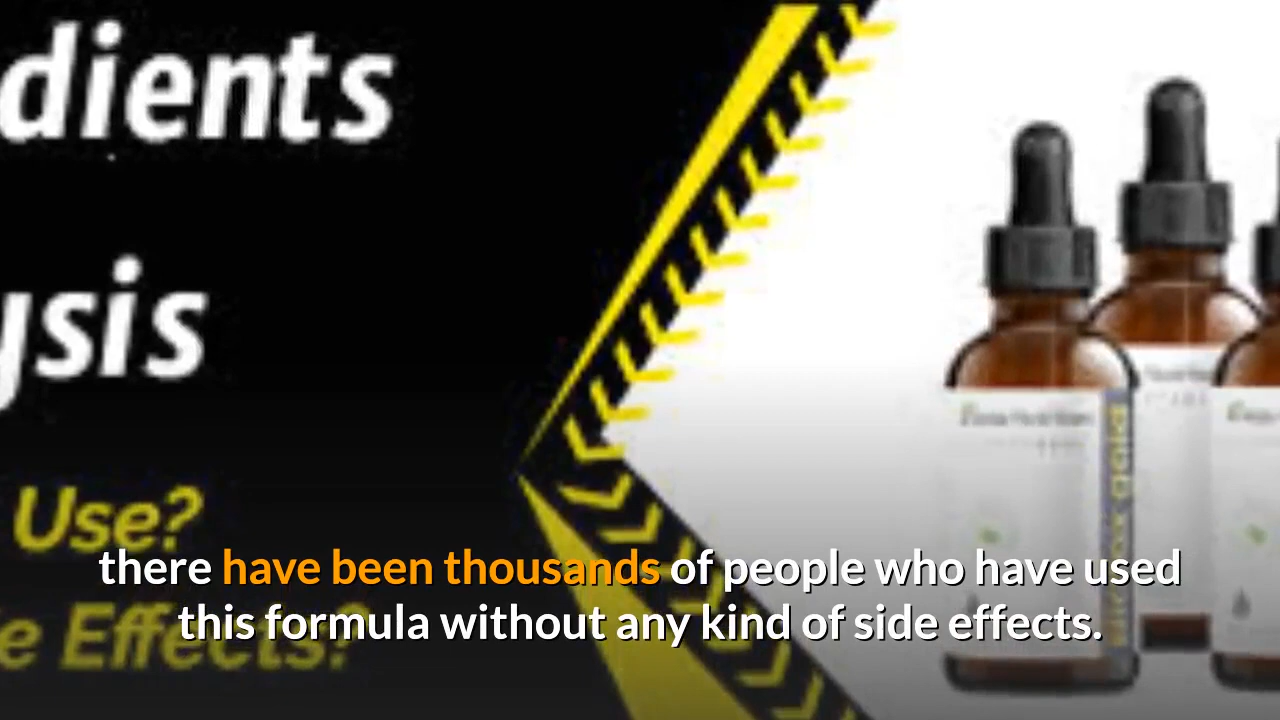 dients
ysis
Use?
e Effects?
there have been thousands of people who have used
this formula without any kind of side effects.